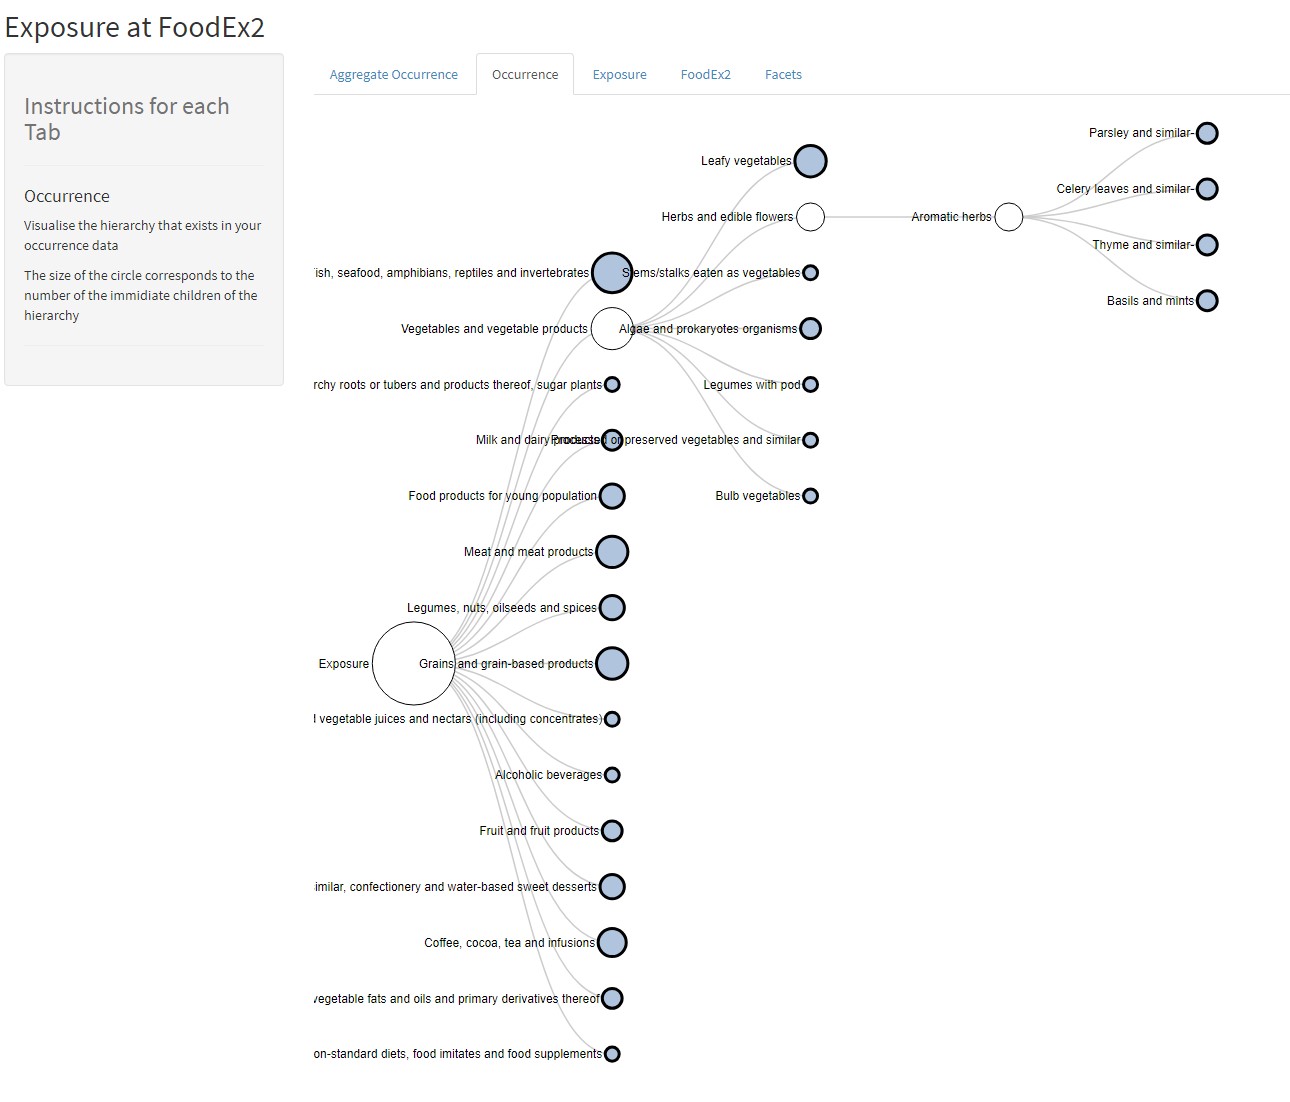 Exposure at FoodEx2
Instructions for each
Tab
Occurrence
Visualise the hierarchy that exists in your
occurrence data
The size of the circle corresponds to the
number of the immidiate children of the
hierarchy
Aggregate Occurrence
Occurrence
Exposure
FoodEx2
Facets
Parsley and similar
Leafy vegetables
Celery leaves and similar
Herbs and edible flowers
Aromatic herbs
Thyme and similar
seafood, amphibians, reptiles and invertebrates
Stems/stalks eaten as vegetables
Basils and mints
Vegetables and vegetable products
Algae and prokaryotes organisms
roots or tubers and products thereof, sugar plants
Legumes with pod
Milk and dairy products
Processed or preserved vegetables and similar
Food products for young population
Bulb vegetables
Meat and meat products
Legumes, nuts, oilseeds and spices
Exposure
Grains and grain-based products
vegetable juices and nectars (including concentrates)
Alcoholic beverages
Fruit and fruit products
confectionery and water-based sweet desserts
Coffee, cocoa, tea and infusions
vegetable fats and oils and primary derivatives thereof
on-standard diets, food imitates and food supplements